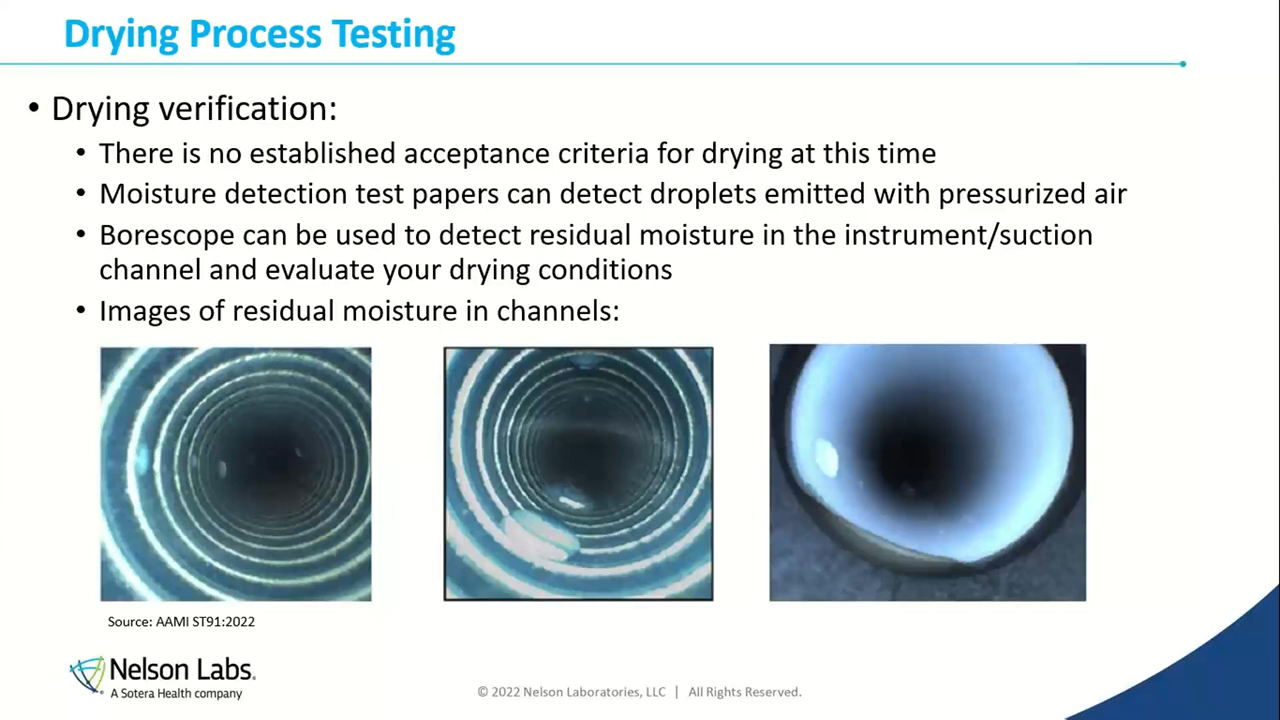 Drying Process Testing
• Drying verification:
• There is no established acceptance criteria for drying at this time
• Moisture detection test papers can detect droplets emitted with pressurized air
• Borescope can be used to detect residual moisture in the instrument/suction
channel and evaluate your drying conditions
• Images of residual moisture in channels:
Source: AAMI ST91:2022
Nelson Labs.
A Sotera Health company
© 2022 Nelson Laboratories, LLC | All Rights Reserved.